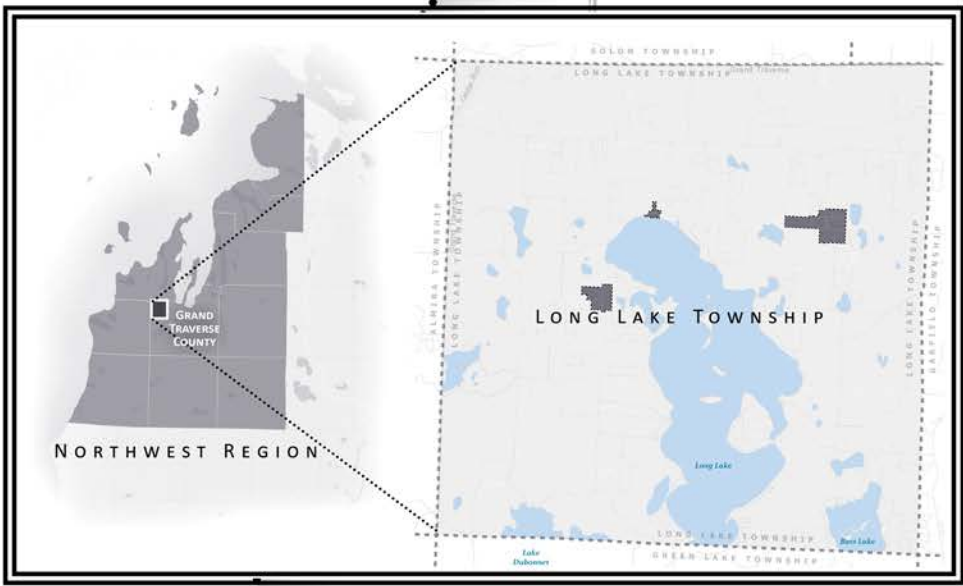 GRAND
TRAVERSE
COUNTY
NORTHWEST REGION
SOLON TOWNSHIP
LONG LAKE TOWNSHIP
Grand Traverse
ALMIRA TOWNSHIP
LONG LAKE TOWNSHIP
LONG LAKE TOWNSHIP
LONG LAKE TOWNSHIP
GARFIELD TOWNSHIP
Long Lake
LONG LAKE TOWNSHIP
GREEN LAKE TOWNSHIP
Bass Lake
Lake
Dubonnet